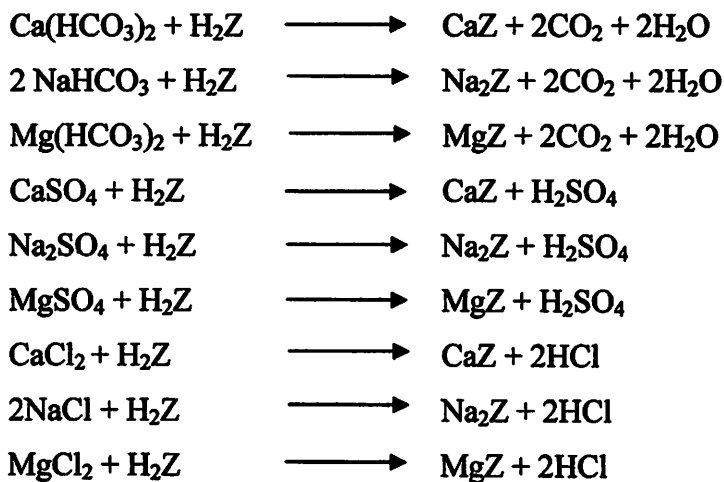 Ca(HCO₃)₂ + H₂Z ⟶ CaZ + 2CO₂ + 2H₂O
2 NaHCO₃ + H₂Z ⟶ Na₂Z + 2CO₂ + 2H₂O
Mg(HCO₃)₂ + H₂Z ⟶ MgZ + 2CO₂ + 2H₂O
CaSO₄ + H₂Z ⟶ CaZ + H₂SO₄
Na₂SO₄ + H₂Z ⟶ Na₂Z + H₂SO₄
MgSO₄ + H₂Z ⟶ MgZ + H₂SO₄
CaCl₂ + H₂Z ⟶ CaZ + 2HCl
2NaCl + H₂Z ⟶ Na₂Z + 2HCl
MgCl₂ + H₂Z ⟶ MgZ + 2HCl